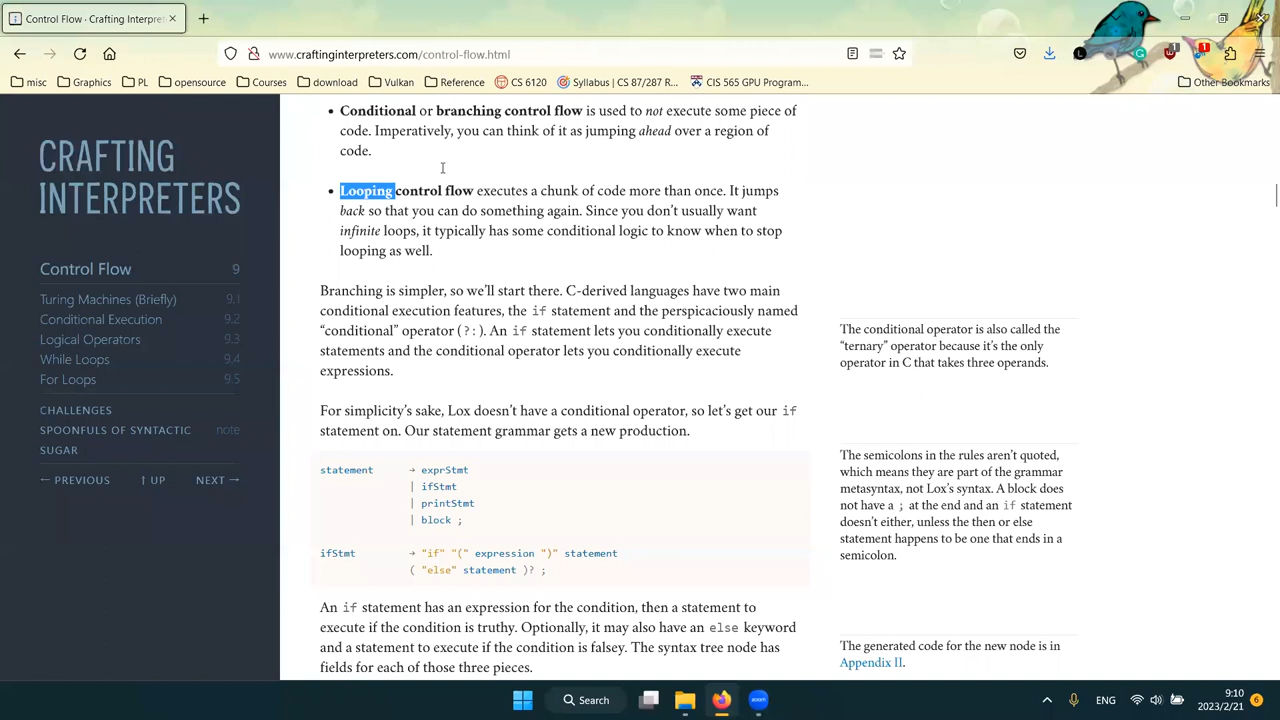 Control Flow · Crafting Interpret
www.craftinginterpreters.com/control-flow.html
misc Graphics PL opensource Courses download Vulkan Reference CS 6120 Syllabus | CS 87/287 R... CIS 565 GPU Program... Other Bookmarks
CRAFTING
INTERPRETERS
Control Flow 9
Turing Machines (Briefly) 9.1
Conditional Execution 9.2
Logical Operators 9.3
While Loops 9.4
For Loops 9.5
CHALLENGES
SPOONFULS OF SYNTACTIC note
SUGAR
← PREVIOUS ↑ UP NEXT →
• Conditional or branching control flow is used to not execute some piece of
code. Imperatively, you can think of it as jumping ahead over a region of
code.
• Looping control flow executes a chunk of code more than once. It jumps
back so that you can do something again. Since you don’t usually want
infinite loops, it typically has some conditional logic to know when to stop
looping as well.
Branching is simpler, so we’ll start there. C-derived languages have two main
conditional execution features, the if statement and the perspicaciously named
“conditional” operator (?:). An if statement lets you conditionally execute
statements and the conditional operator lets you conditionally execute
expressions.
The conditional operator is also called the
“ternary” operator because it’s the only
operator in C that takes three operands.
For simplicity’s sake, Lox doesn’t have a conditional operator, so let’s get our if
statement on. Our statement grammar gets a new production.
statement → exprStmt
| ifStmt
| printStmt
| block ;
ifStmt → "if" "(" expression ")" statement
( "else" statement )? ;
The semicolons in the rules aren’t quoted,
which means they are part of the grammar
metasyntax, not Lox’s syntax. A block does
not have a ; at the end and an if statement
doesn’t either, unless the then or else
statement happens to be one that ends in a
semicolon.
An if statement has an expression for the condition, then a statement to
execute if the condition is truthy. Optionally, it may also have an else keyword
and a statement to execute if the condition is falsey. The syntax tree node has
fields for each of those three pieces.
The generated code for the new node is in
Appendix II.
Search
zoom
ENG
9:10
2023/2/21
6